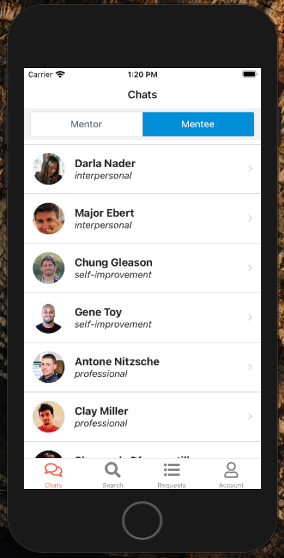 Carrier 1:20 PM
Chats
Mentor Mentee
Darla Nader
interpersonal
Major Ebert
interpersonal
Chung Gleason
self-improvement
Gene Toy
self-improvement
Antone Nitzsche
professional
Clay Miller
professional
Chats Search Requests Account